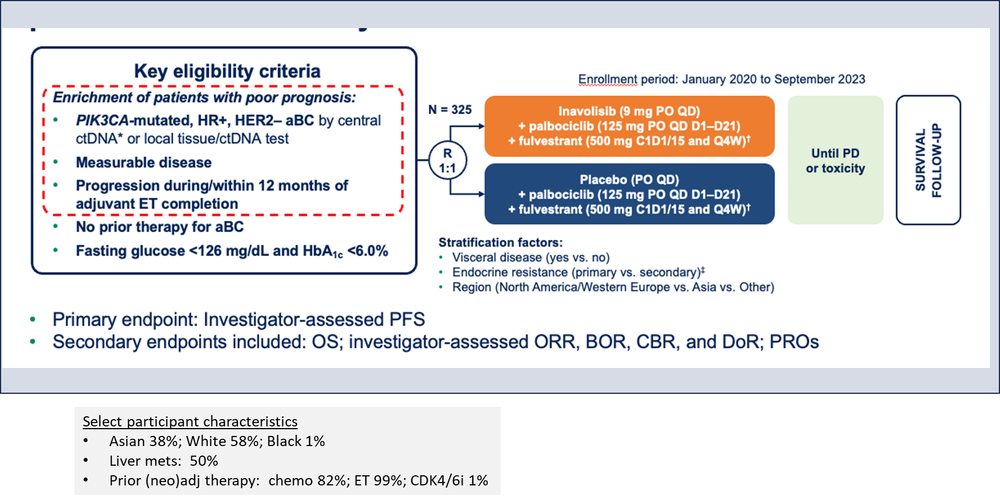 Key eligibility criteria
Enrichment of patients with poor prognosis:
• PIK3CA-mutated, HR+, HER2– aBC by central
ctDNA* or local tissue/ctDNA test
• Measurable disease
• Progression during/within 12 months of
adjuvant ET completion
• No prior therapy for aBC
• Fasting glucose <126 mg/dL and HbA1c <6.0%
N = 325
R
1:1
Enrollment period: January 2020 to September 2023
Inavolisib (9 mg PO QD)
+ palbociclib (125 mg PO QD D1–D21)
+ fulvestrant (500 mg C1D1/15 and Q4W)†
Placebo (PO QD)
+ palbociclib (125 mg PO QD D1–D21)
+ fulvestrant (500 mg C1D1/15 and Q4W)†
Until PD
or toxicity
SURVIVAL
FOLLOW-UP
Stratification factors:
• Visceral disease (yes vs. no)
• Endocrine resistance (primary vs. secondary)‡
• Region (North America/Western Europe vs. Asia vs. Other)
• Primary endpoint: Investigator-assessed PFS
• Secondary endpoints included: OS; investigator-assessed ORR, BOR, CBR, and DoR; PROs
Select participant characteristics
• Asian 38%; White 58%; Black 1%
• Liver mets: 50%
• Prior (neo)adj therapy: chemo 82%; ET 99%; CDK4/6i 1%